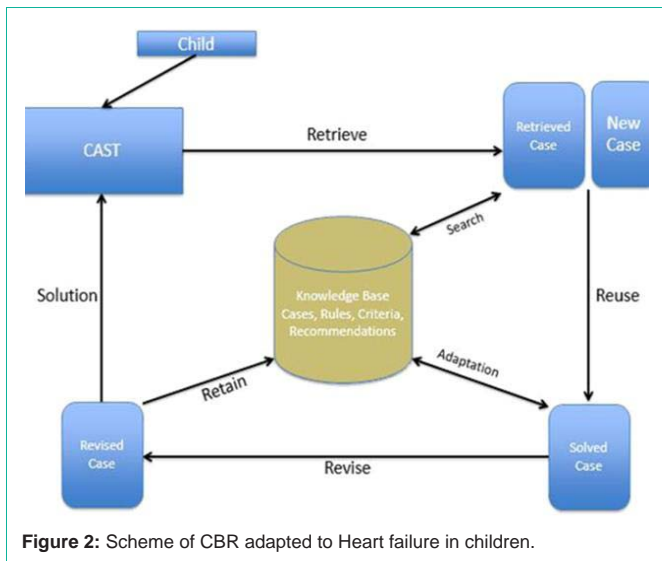 Child
CAST
Retrieve
Retrieved
Case
New
Case
Search
Knowledge Base
Cases, Rules, Criteria,
Recommendations
Solution
Reuse
Adaptation
Retain
Revised
Case
Revise
Solved
Case
Figure 2: Scheme of CBR adapted to Heart failure in children.